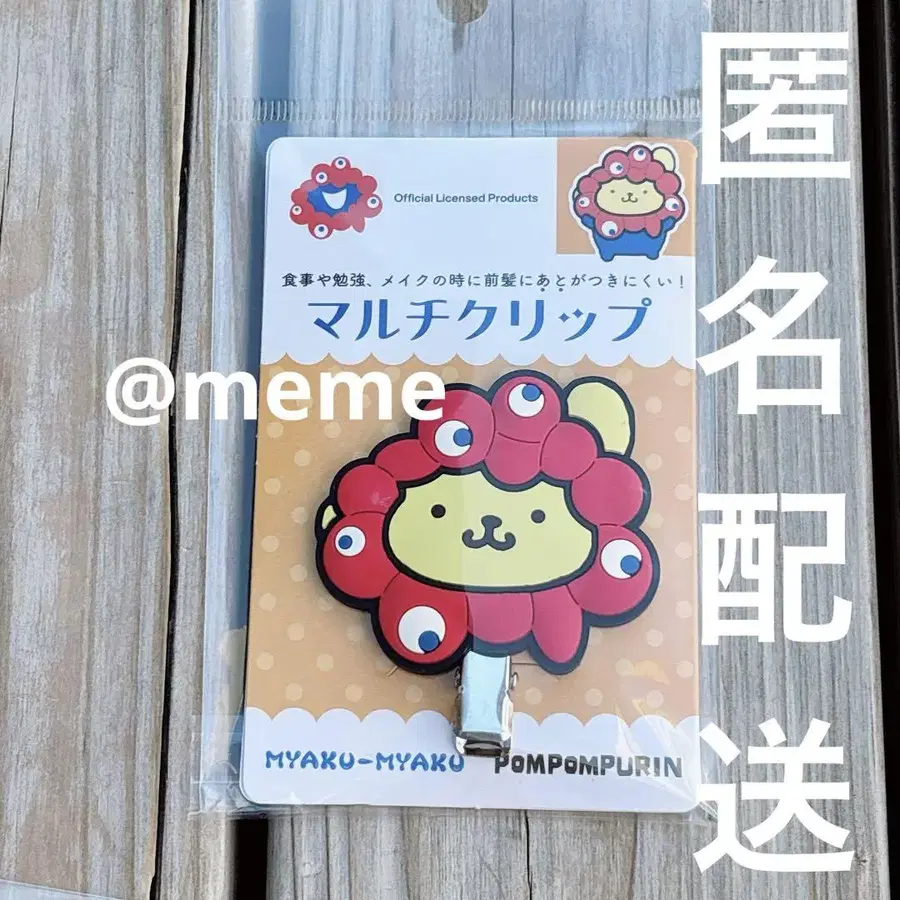 Official Licensed Products
食事や勉強、メイクの時に前髪にあとがつきにくい！
マルチクリップ
@meme
MYAKU-MYAKU POMPOMPURIN
匿名配送